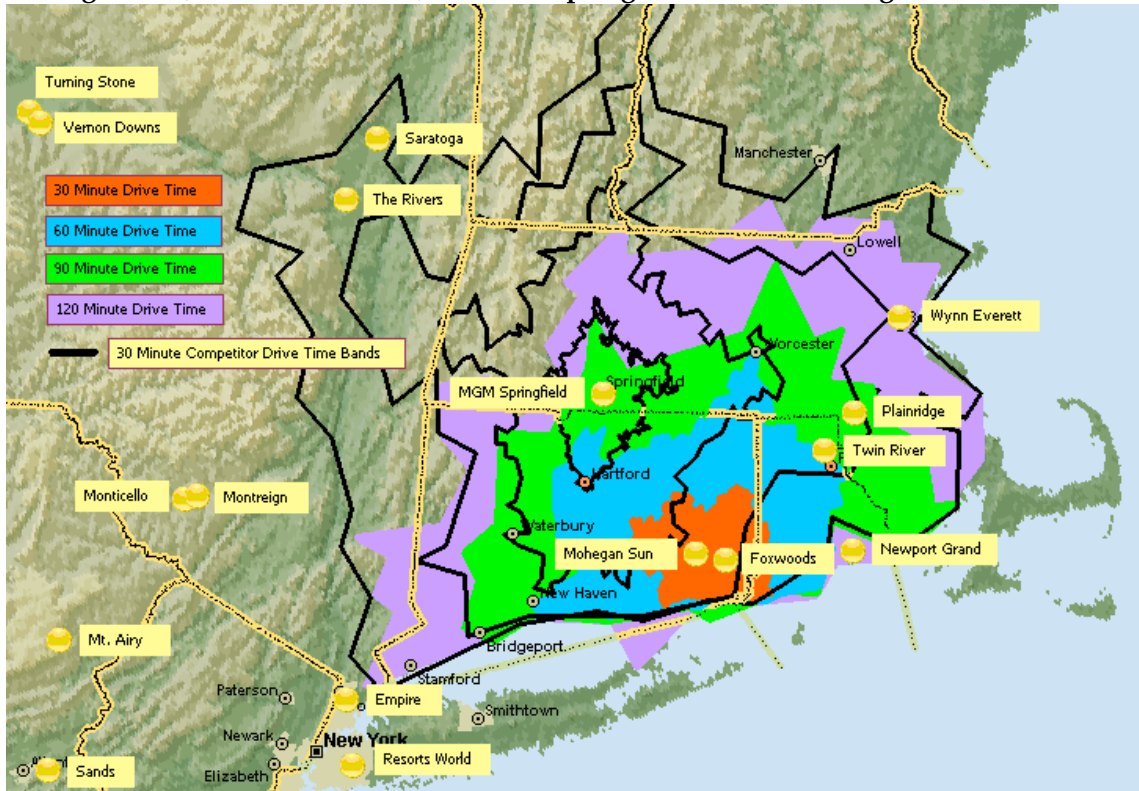 Turning Stone
Vernon Downs
Saratoga
Manchester
30 Minute Drive Time
The Rivers
60 Minute Drive Time
Lowell
90 Minute Drive Time
120 Minute Drive Time
Wynn Everett
30 Minute Competitor Drive Time Bands
Worcester
Springfield
MGM Springfield
Plainridge
Twin River
Hartford
Monticello
Montreign
Waterbury
Mohegan Sun
Foxwoods
Newport Grand
New Haven
Mt. Airy
Bridgeport
Stamford
Paterson
Empire
Smithtown
Newark
New York
Resorts World
Sands
Elizabeth